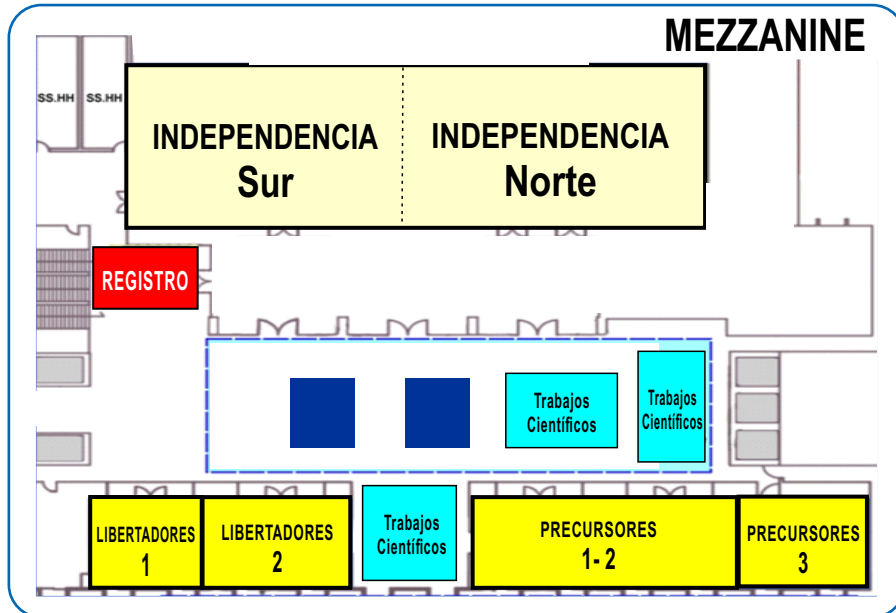 MEZZANINE
SS.HH
SS.HH
INDEPENDENCIA
Sur
INDEPENDENCIA
Norte
REGISTRO
Trabajos
Científicos
Trabajos
Científicos
LIBERTADORES
1
LIBERTADORES
2
Trabajos
Científicos
PRECURSORES
1- 2
PRECURSORES
3